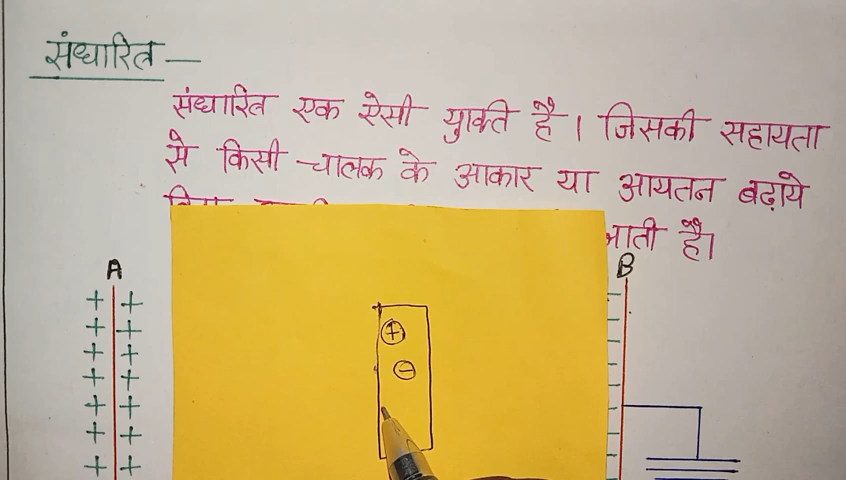 संधारित्र —
संधारित्र एक ऐसी युक्ति है। जिसकी सहायता
से किसी चालक के आकार या आयतन बढ़ाये
जाती है।
A
B
+ +
+ +
+ +
+ +
+ +
+ +
+ +
+
−